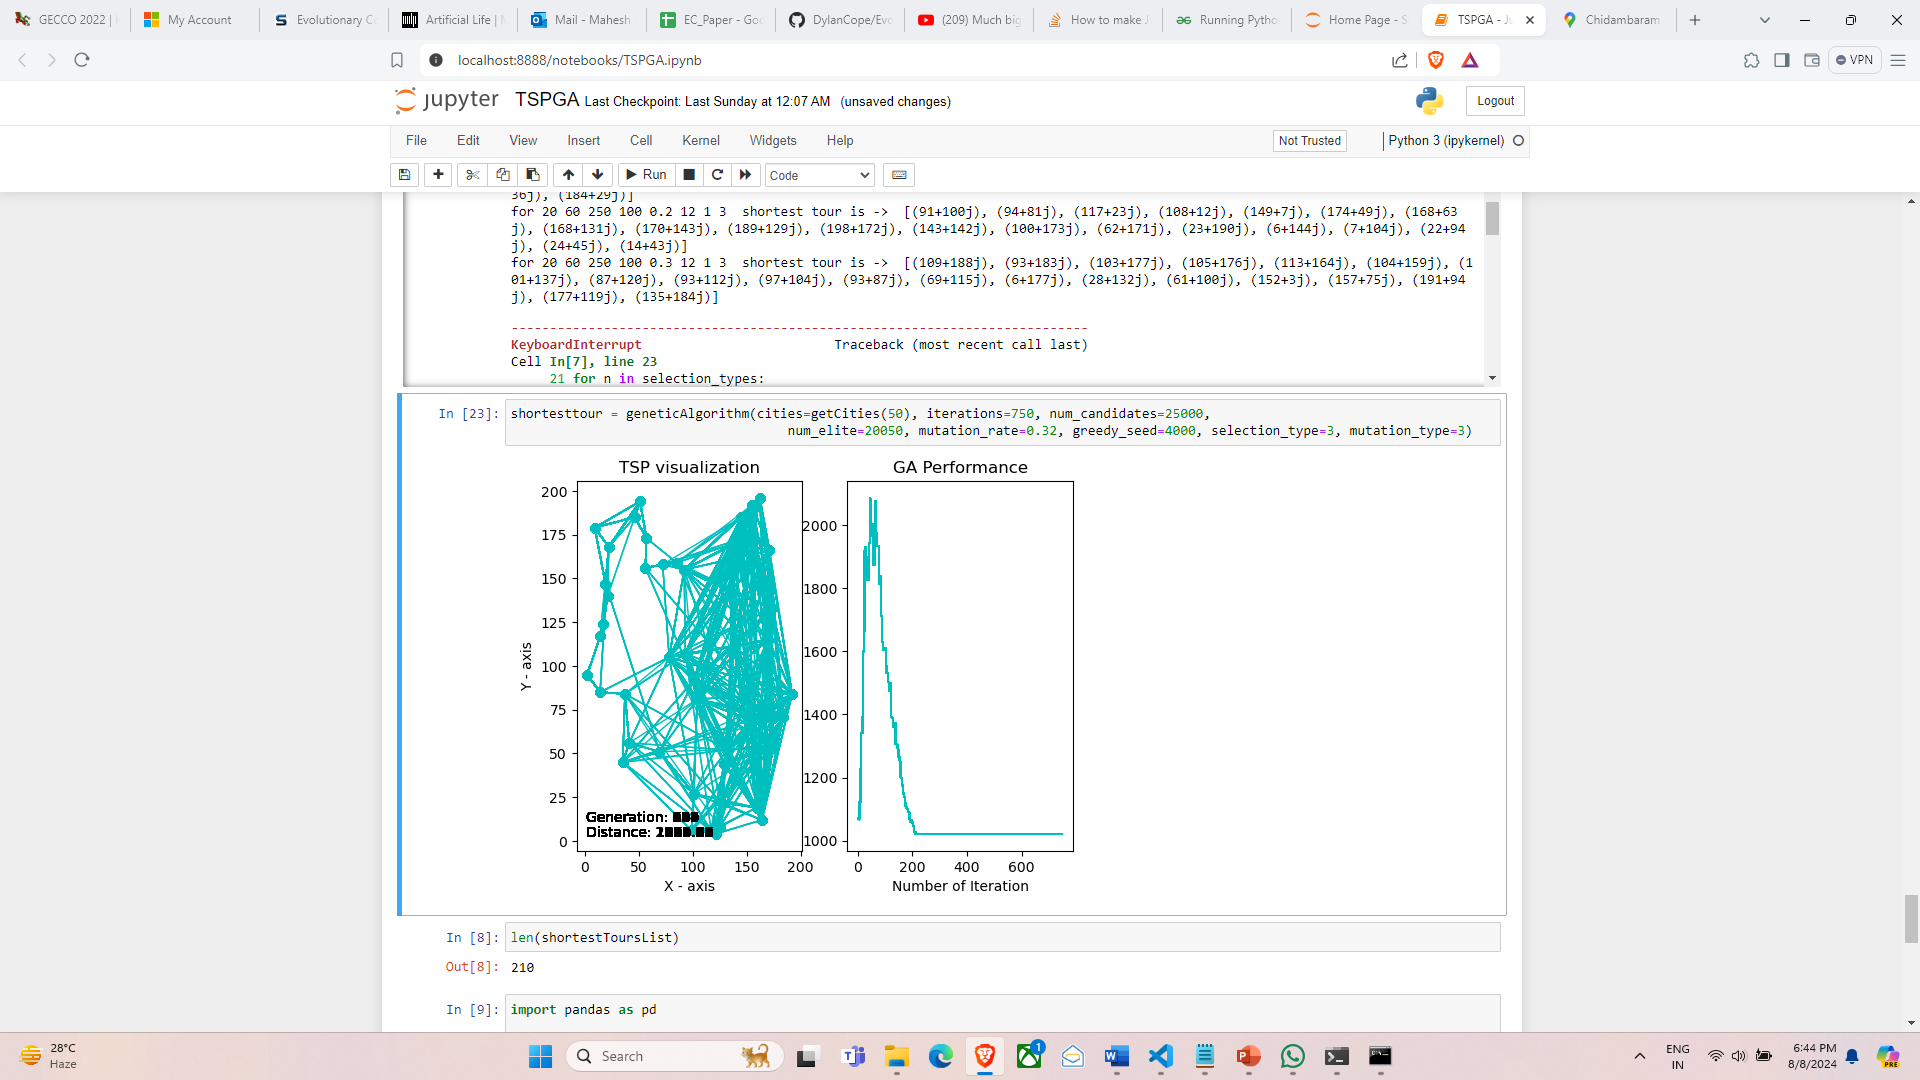 GECCO 2022 |
My Account
Evolutionary Co
Artificial Life | M
Mail - Mahesh
EC_Paper - Goo
DylanCope/Evo
(209) Much big
How to make J
Running Pytho
Home Page - S
TSPGA - Ju
Chidambaram
localhost:8888/notebooks/TSPGA.ipynb
VPN
jupyter TSPGA Last Checkpoint: Last Sunday at 12:07 AM (unsaved changes)
Logout
File Edit View Insert Cell Kernel Widgets Help
Not Trusted
Python 3 (ipykernel)
Run
Code
36j), (184+29j)]
for 20 60 250 100 0.2 12 1 3  shortest tour is ->  [(91+100j), (94+81j), (117+23j), (108+12j), (149+7j), (174+49j), (168+63
j), (168+131j), (170+143j), (189+129j), (198+172j), (143+142j), (100+173j), (62+171j), (23+190j), (6+144j), (7+104j), (22+94
j), (24+45j), (14+43j)]
for 20 60 250 100 0.3 12 1 3  shortest tour is ->  [(109+188j), (93+183j), (103+177j), (105+176j), (113+164j), (104+159j), (1
01+137j), (87+120j), (93+112j), (97+104j), (93+87j), (69+115j), (6+177j), (28+132j), (61+100j), (152+3j), (157+75j), (191+94
j), (177+119j), (135+184j)]
---------------------------------------------------------------------------
KeyboardInterrupt                         Traceback (most recent call last)
Cell In[7], line 23
21 for n in selection_types:
In [23]: shortesttour = geneticAlgorithm(cities=getCities(50), iterations=750, num_candidates=25000,
num_elite=20050, mutation_rate=0.32, greedy_seed=4000, selection_type=3, mutation_type=3)
TSP visualization
GA Performance
200
175
150
125
100
75
50
25
0
Y - axis
0 50 100 150 200
X - axis
Generation:
Distance:
2000
1800
1600
1400
1200
1000
0 200 400 600
Number of Iteration
In [8]: len(shortestToursList)
Out[8]: 210
In [9]: import pandas as pd
28°C
Haze
Search
1
ENG
IN
6:44 PM
8/8/2024
PRE